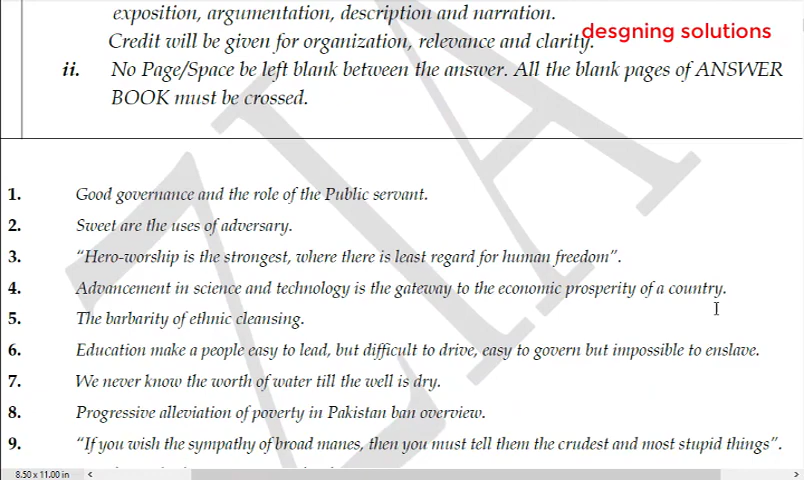 exposition, argumentation, description and narration.
desgning solutions
Credit will be given for organization, relevance and clarity.
ii. No Page/Space be left blank between the answer. All the blank pages of ANSWER
BOOK must be crossed.
ZIA
1. Good governance and the role of the Public servant.
2. Sweet are the uses of adversary.
3. “Hero-worship is the strongest, where there is least regard for human freedom”.
4. Advancement in science and technology is the gateway to the economic prosperity of a country.
5. The barbarity of ethnic cleansing.
6. Education make a people easy to lead, but difficult to drive, easy to govern but impossible to enslave.
7. We never know the worth of water till the well is dry.
8. Progressive alleviation of poverty in Pakistan ban overview.
9. “If you wish the sympathy of broad manes, then you must tell them the crudest and most stupid things”.
8.50 x 11.00 in